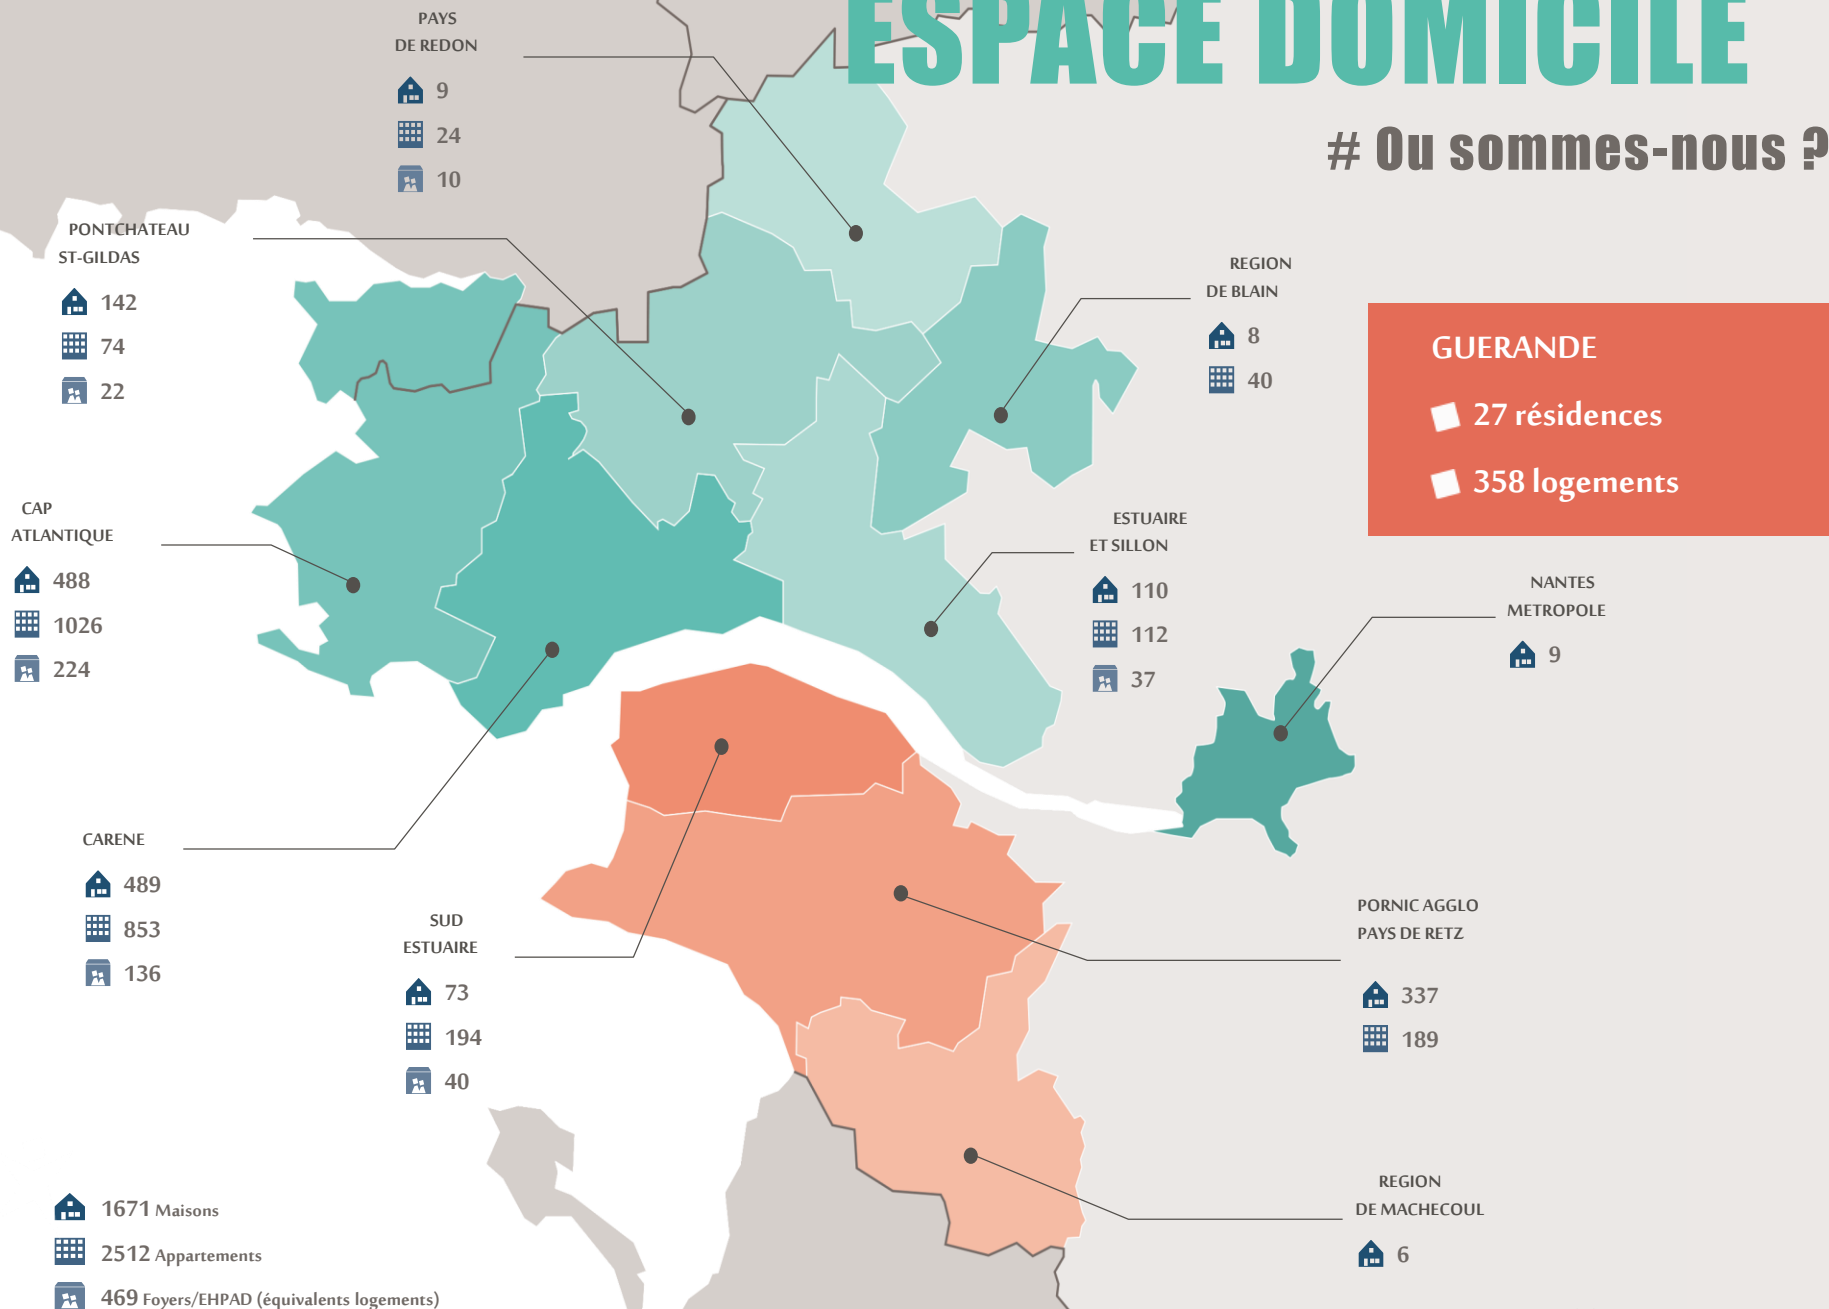 ESPACE DOMICILE
# Ou sommes-nous ?
PAYS
DE REDON
9
24
10
PONTCHATEAU
ST-GILDAS
142
74
22
REGION
DE BLAIN
8
40
GUERANDE
27 résidences
358 logements
CAP
ATLANTIQUE
488
1026
224
ESTUAIRE
ET SILLON
110
112
37
NANTES
METROPOLE
9
CARENE
489
853
136
SUD
ESTUAIRE
73
194
40
PORNIC AGGLO
PAYS DE RETZ
337
189
REGION
DE MACHECOUL
6
1671 Maisons
2512 Appartements
469 Foyers/EHPAD (équivalents logements)